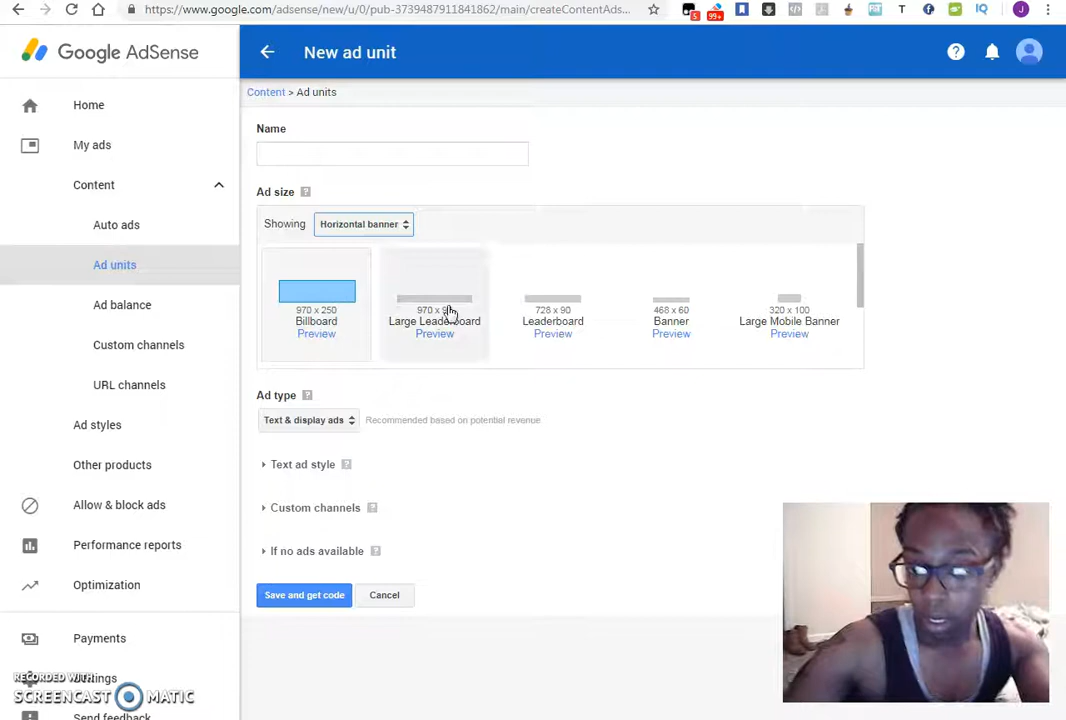 https://www.google.com/adsense/new/u/0/pub-3739487911841862/main/createContentAds...
5
99+
T
IQ
J
Google AdSense
New ad unit
Content > Ad units
Home
My ads
Content
Auto ads
Ad units
Ad balance
Custom channels
URL channels
Ad styles
Other products
Allow & block ads
Performance reports
Optimization
Payments
Settings
Send feedback
Name
Ad size ?
Showing Horizontal banner
970 x 250
Billboard
Preview
Large Leaderboard
Preview
728 x 90
Leaderboard
Preview
468 x 60
Banner
Preview
320 x 100
Large Mobile Banner
Preview
Ad type ?
Text & display ads Recommended based on potential revenue
Text ad style ?
Custom channels ?
If no ads available ?
Save and get code Cancel
RECORDED WITH
SCREENCAST MATIC